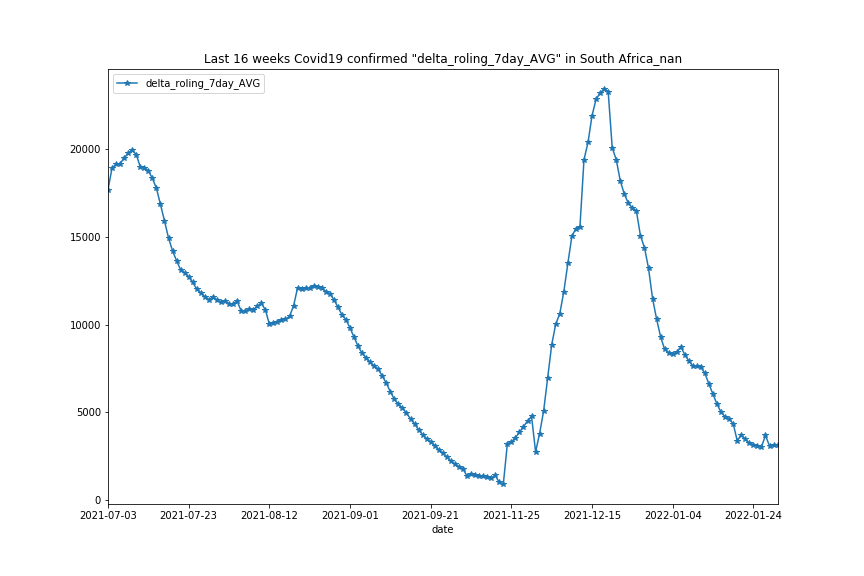 Last 16 weeks Covid19 confirmed "delta_roling_7day_AVG" in South Africa_nan
delta_roling_7day_AVG
20000
15000
10000
5000
0
2021-07-03 2021-07-23 2021-08-12 2021-09-01 2021-09-21 2021-11-25 2021-12-15 2022-01-04 2022-01-24
date